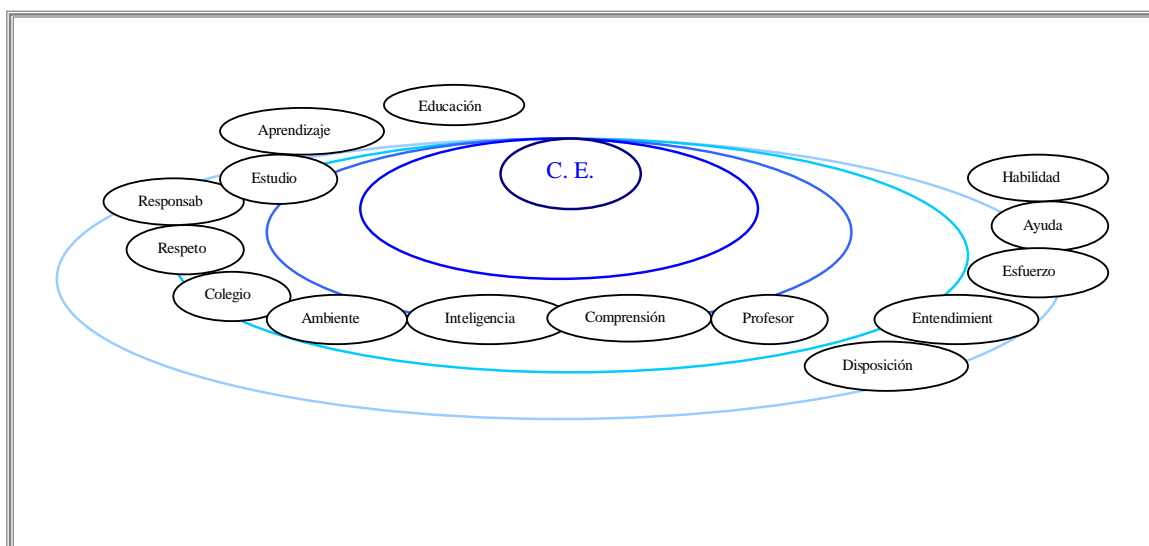 Educación
Aprendizaje
C. E.
Estudio
Habilidad
Responsab
Ayuda
Respeto
Esfuerzo
Colegio
Ambiente
Inteligencia
Comprensión
Profesor
Entendimient
Disposición